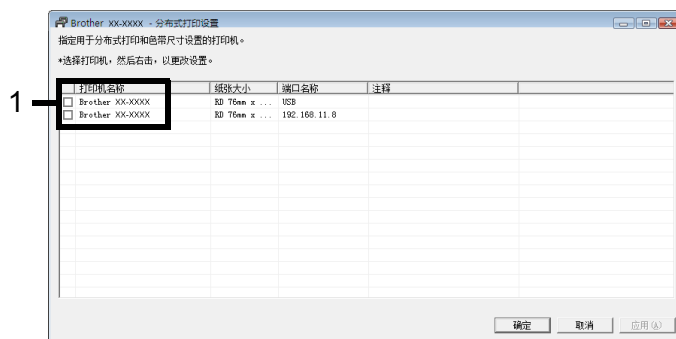 Brother XX-XXXX - 分布式打印设置
指定用于分布式打印和色带尺寸设置的打印机。
*选择打印机，然后右击，以更改设置。
打印机名称 纸张大小 端口名称 注释
1
Brother XX-XXXX RD 76mm x ... USB
Brother XX-XXXX RD 76mm x ... 192.168.11.8
确定 取消 应用(A)